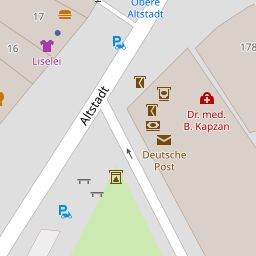 Obere
Altstadt
17
16
Liselei
Altstadt
178
Dr. med.
B. Kapzan
Deutsche
Post